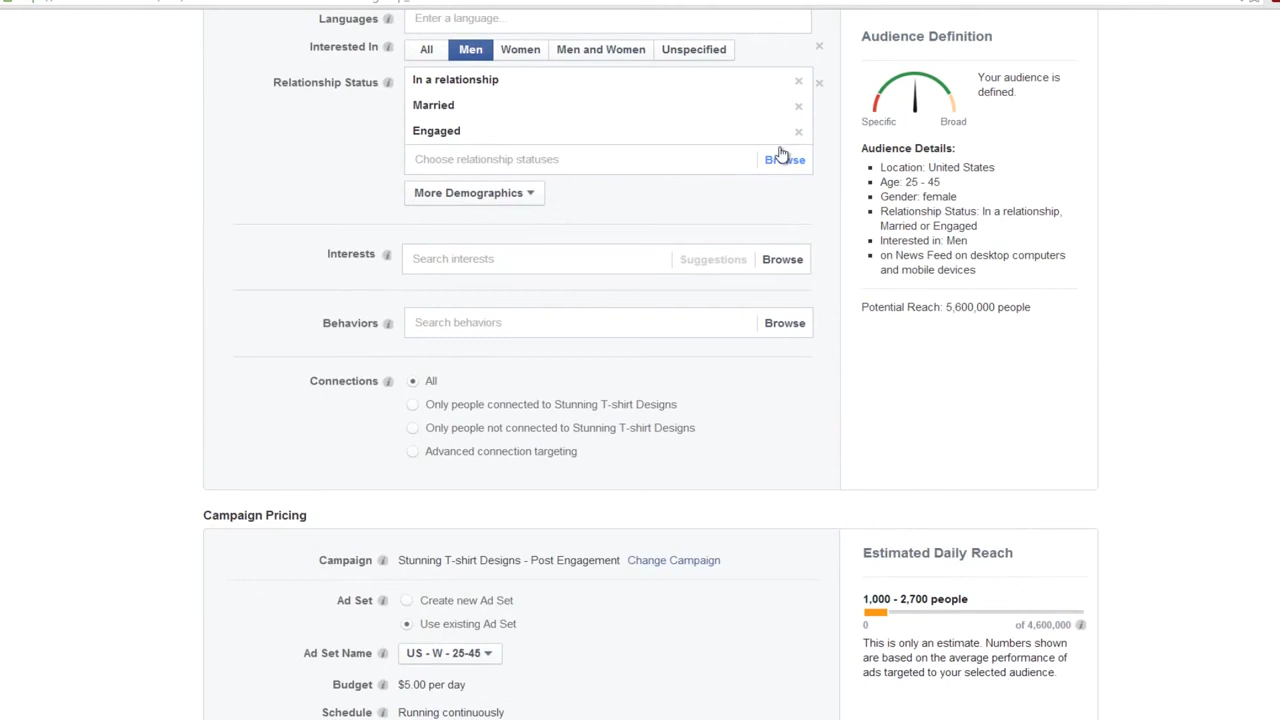 Languages
Enter a language...
Interested In
All
Men
Women
Men and Women
Unspecified
Relationship Status
In a relationship
Married
Engaged
Choose relationship statuses
Browse
More Demographics
Interests
Search interests
Suggestions
Browse
Behaviors
Search behaviors
Browse
Connections
All
Only people connected to Stunning T-shirt Designs
Only people not connected to Stunning T-shirt Designs
Advanced connection targeting
Audience Definition
Your audience is
defined.
Specific
Broad
Audience Details:
Location: United States
Age: 25 - 45
Gender: female
Relationship Status: In a relationship,
Married or Engaged
Interested in: Men
on News Feed on desktop computers
and mobile devices
Potential Reach: 5,600,000 people
Campaign Pricing
Campaign
Stunning T-shirt Designs - Post Engagement
Change Campaign
Ad Set
Create new Ad Set
Use existing Ad Set
Ad Set Name
US - W - 25-45
Budget
$5.00 per day
Schedule
Running continuously
Estimated Daily Reach
1,000 - 2,700 people
0
of 4,600,000
This is only an estimate. Numbers shown
are based on the average performance of
ads targeted to your selected audience.